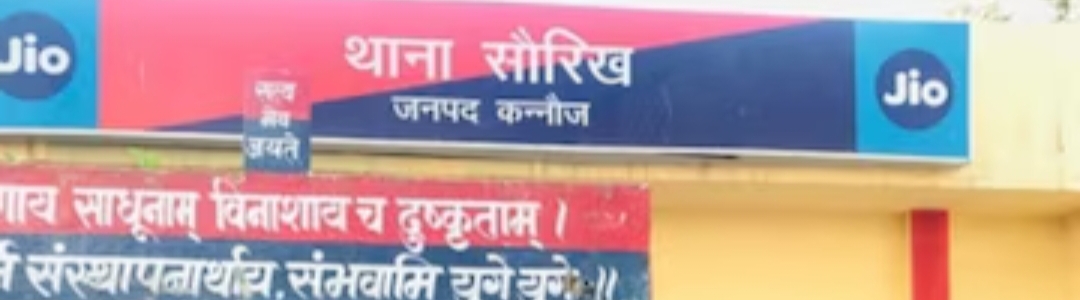 Jio
थाना सौरिख
जनपद कन्नौज
Jio
सत्य
मेव
जयते
साधूनाम् विनाशाय च दुष्कृताम् ।
संस्थापनार्थाय संभवामि युगे युगे ॥